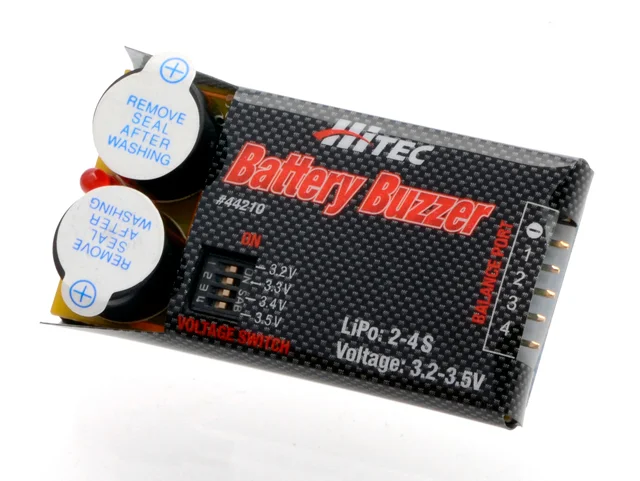 REMOVE
SEAL
AFTER
WASHING
REMOVE
SEAL
AFTER
WASHING
HiTEC
Battery Buzzer
#44210
ON
3.2V
3.3V
3.4V
3.5V
VOLTAGE SWITCH
LiPo: 2-4S
Voltage: 3.2-3.5V
BALANCE PORT
1
2
3
4